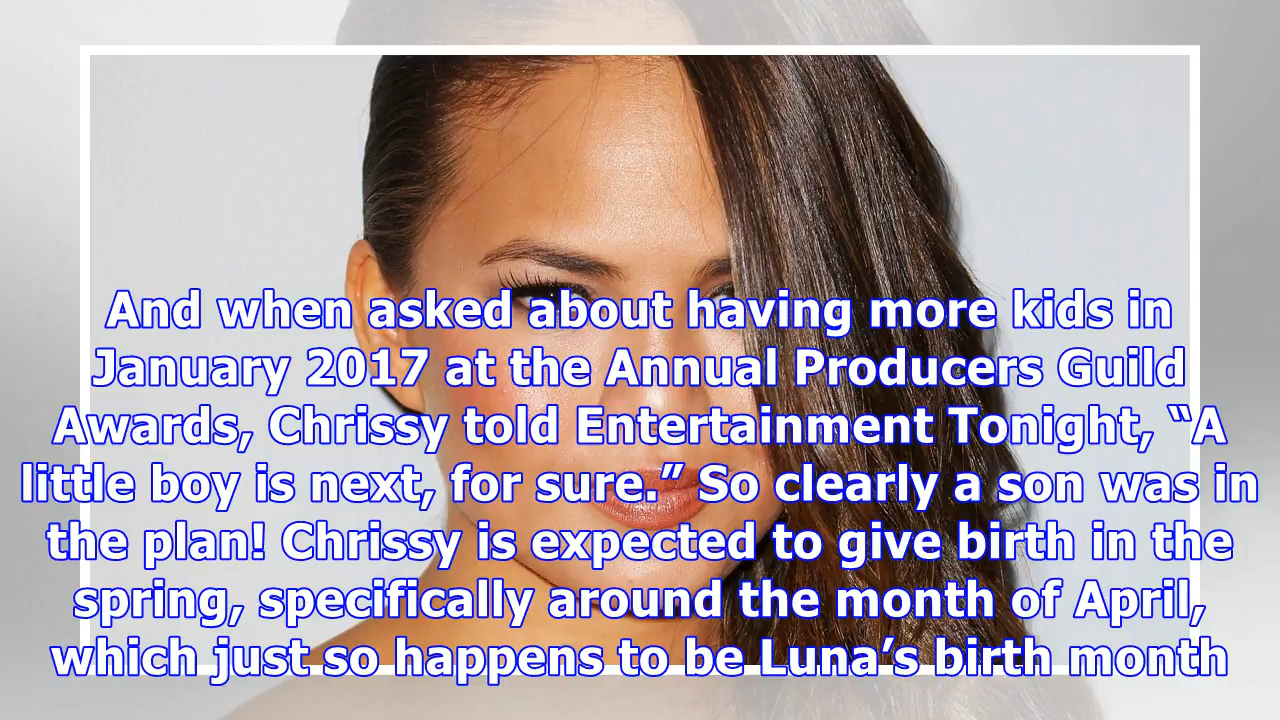 And when asked about having more kids in
January 2017 at the Annual Producers Guild
Awards, Chrissy told Entertainment Tonight, “A
little boy is next, for sure.” So clearly a son was in
the plan! Chrissy is expected to give birth in the
spring, specifically around the month of April,
which just so happens to be Luna’s birth month